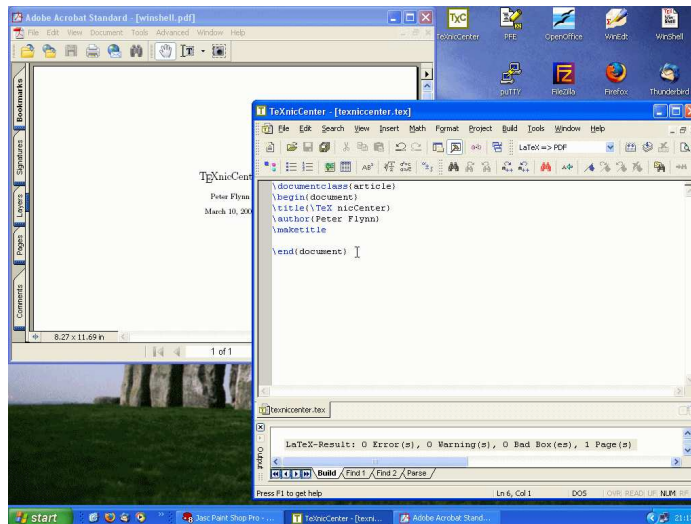 Adobe Acrobat Standard - [winshell.pdf]
File Edit View Document Tools Advanced Window Help
Bookmarks
Signatures
Layers
Pages
Comments
TEXnicCent
Peter Flynn
March 10, 200
8.27 x 11.69 in
1 of 1
TeXnicCenter
PFE
OpenOffice
WinEdt
WinShell
puTTY
FileZilla
Firefox
Thunderbird
TeXnicCenter - [texniccenter.tex]
File Edit Search View Insert Math Format Project Build Tools Window Help
LaTeX => PDF
\documentclass{article}
\begin{document}
\title{\TeX nicCenter}
\author{Peter Flynn}
\maketitle
\end{document}
texniccenter.tex
Output
LaTeX-Result: 0 Error(s), 0 Warning(s), 0 Bad Box(es), 1 Page(s)
Build Find 1 Find 2 Parse
Press F1 to get help
Ln 6, Col 1 DOS OVR READ LF NUM
start
Jasc Paint Shop Pro - ...
TeXnicCenter - [texni...
Adobe Acrobat Stand...